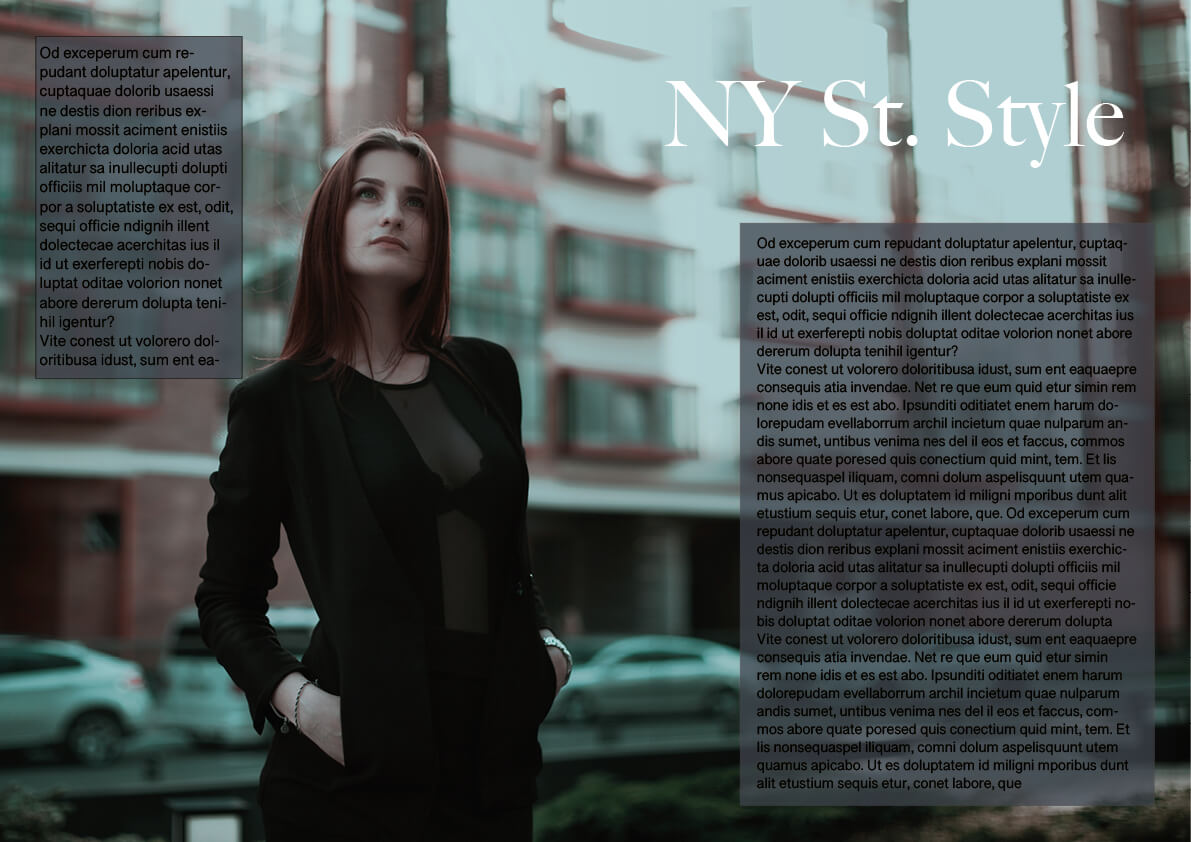 Od exceperum cum re-
pudant doluptatur apelentur,
cuptaquae dolorib usaessi
ne destis dion reribus ex-
plani mossit aciment enistiis
exerchicta doloria acid utas
alitatur sa inullecupti dolupti
officiis mil moluptaque cor-
por a soluptatiste ex est, odit,
sequi officie ndignih illent
dolectecae acerchitas ius il
id ut exerferepti nobis do-
luptat oditae volorion nonet
abore dererum dolupta teni-
hil igentur?
Vite conest ut volorero dol-
oritibusa idust, sum ent ea-
NY St. Style
Od exceperum cum repudant doluptatur apelentur, cuptaq-
uae dolorib usaessi ne destis dion reribus explani mossit
aciment enistiis exerchicta doloria acid utas alitatur sa inulle-
cupti dolupti officiis mil moluptaque corpor a soluptatiste ex
est, odit, sequi officie ndignih illent dolectecae acerchitas ius
il id ut exerferepti nobis doluptat oditae volorion nonet abore
dererum dolupta tenihil igentur?
Vite conest ut volorero doloritibusa idust, sum ent eaquaepre
consequis atia invendae. Net re que eum quid etur simin rem
none idis et es est abo. Ipsunditi oditiatet enem harum do-
lorepudam evellaborrum archil incietum quae nulparum an-
dis sumet, untibus venima nes del il eos et faccus, commos
abore quate poresed quis conectium quid mint, tem. Et lis
nonsequaspel iliquam, comni dolum aspelisquunt utem qua-
mus apicabo. Ut es doluptatem id miligni mporibus dunt alit
etustium sequis etur, conet labore, que. Od exceperum cum
repudant doluptatur apelentur, cuptaquae dolorib usaessi ne
destis dion reribus explani mossit aciment enistiis exerchic-
ta doloria acid utas alitatur sa inullecupti dolupti officiis mil
moluptaque corpor a soluptatiste ex est, odit, sequi officie
ndignih illent dolectecae acerchitas ius il id ut exerferepti no-
bis doluptat oditae volorion nonet abore dererum dolupta
Vite conest ut volorero doloritibusa idust, sum ent eaquaepre
consequis atia invendae. Net re que eum quid etur simin
rem none idis et es est abo. Ipsunditi oditiatet enem harum
dolorepudam evellaborrum archil incietum quae nulparum
andis sumet, untibus venima nes del il eos et faccus, com-
mos abore quate poresed quis conectium quid mint, tem. Et
lis nonsequaspel iliquam, comni dolum aspelisquunt utem
quamus apicabo. Ut es doluptatem id miligni mporibus dunt
alit etustium sequis etur, conet labore, que